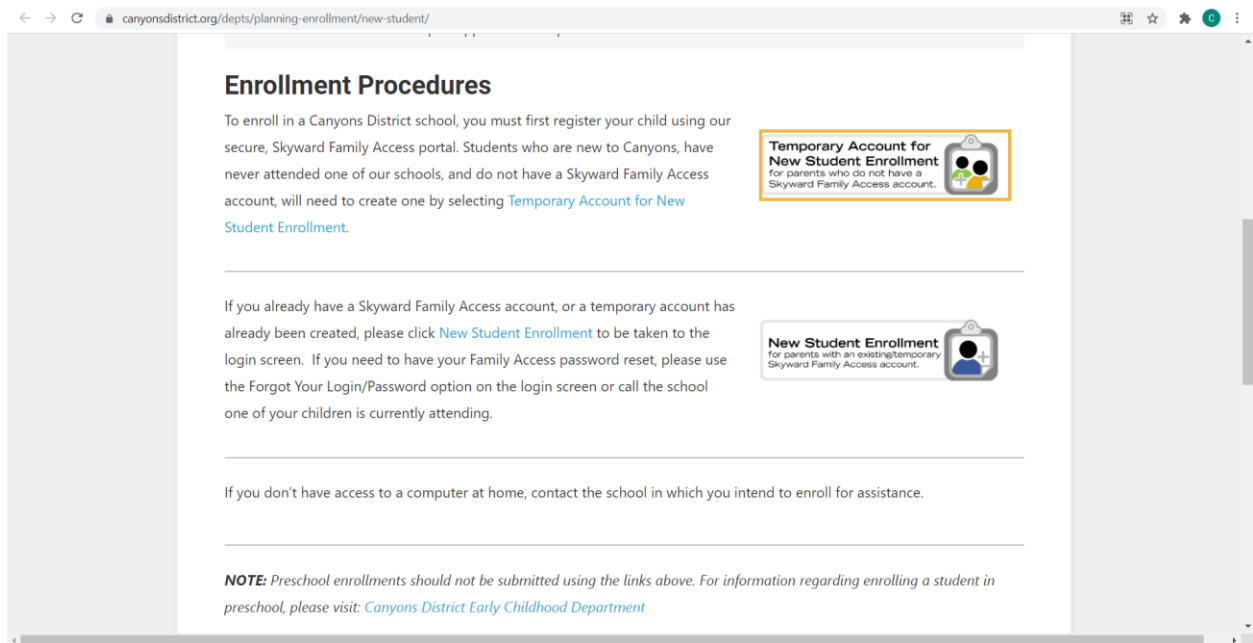 canyonsdistrict.org/depts/planning-enrollment/new-student/
C
Enrollment Procedures
To enroll in a Canyons District school, you must first register your child using our
secure, Skyward Family Access portal. Students who are new to Canyons, have
never attended one of our schools, and do not have a Skyward Family Access
account, will need to create one by selecting Temporary Account for New
Student Enrollment.
Temporary Account for
New Student Enrollment
for parents who do not have a
Skyward Family Access account.
If you already have a Skyward Family Access account, or a temporary account has
already been created, please click New Student Enrollment to be taken to the
login screen. If you need to have your Family Access password reset, please use
the Forgot Your Login/Password option on the login screen or call the school
one of your children is currently attending.
New Student Enrollment
for parents with an existing/temporary
Skyward Family Access account.
If you don't have access to a computer at home, contact the school in which you intend to enroll for assistance.
NOTE: Preschool enrollments should not be submitted using the links above. For information regarding enrolling a student in
preschool, please visit: Canyons District Early Childhood Department